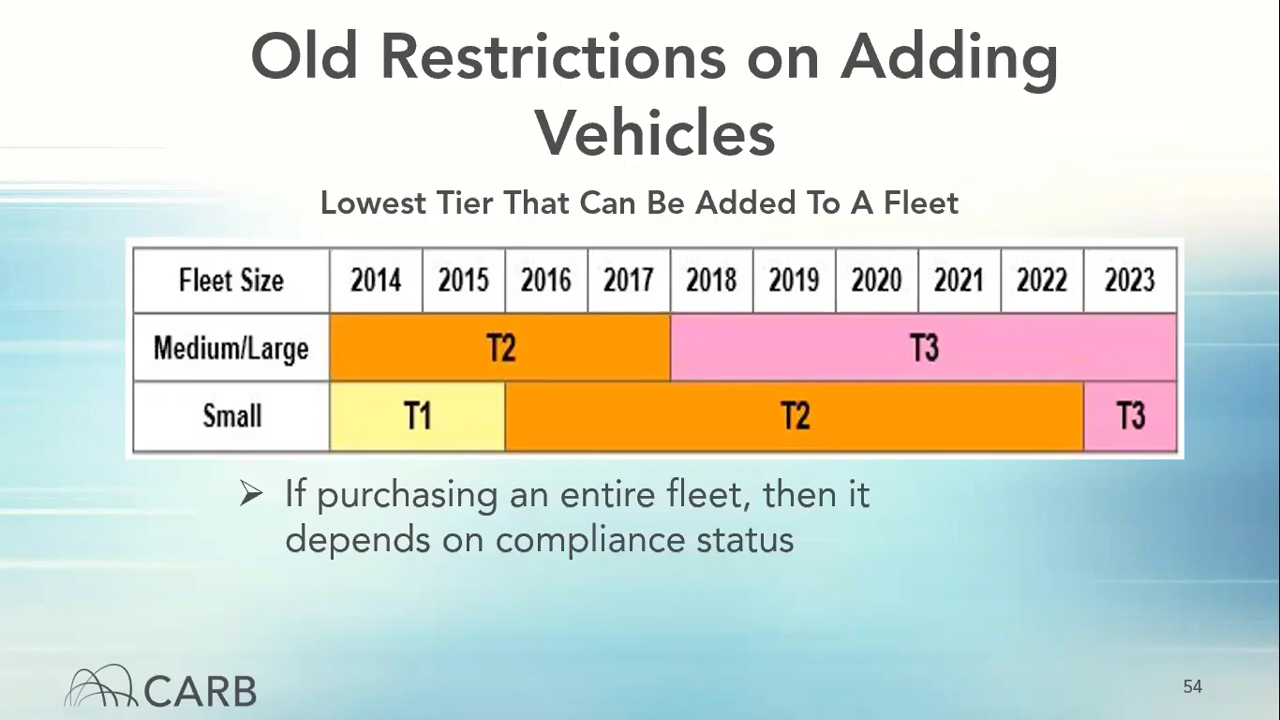 Old Restrictions on Adding
Vehicles
Lowest Tier That Can Be Added To A Fleet
Fleet Size 2014 2015 2016 2017 2018 2019 2020 2021 2022 2023
Medium/Large T2 T3
Small T1 T2 T3
If purchasing an entire fleet, then it
depends on compliance status
CARB
54